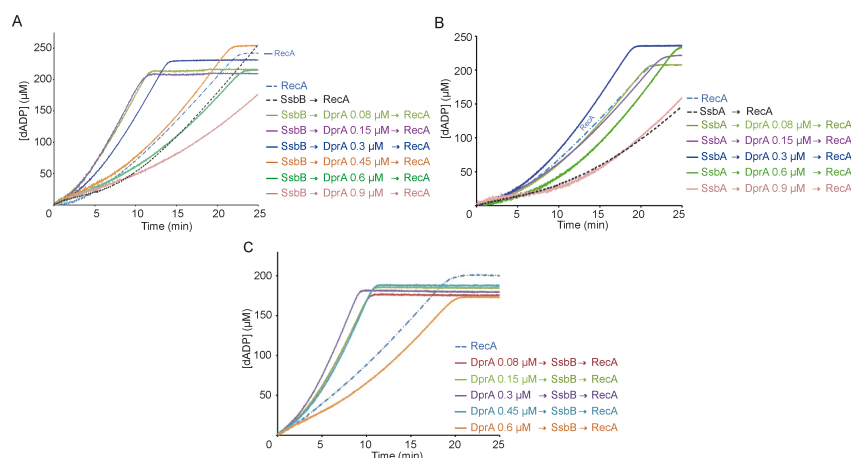 A
[dADP] (µM)
250
200
150
100
50
0
5
10
15
20
25
Time (min)
RecA
RecA
SsbB → RecA
SsbB → DprA 0.08 µM → RecA
SsbB → DprA 0.15 µM → RecA
SsbB → DprA 0.3 µM → RecA
SsbB → DprA 0.45 µM → RecA
SsbB → DprA 0.6 µM → RecA
SsbB → DprA 0.9 µM → RecA
B
[dADP] (µM)
250
200
150
100
50
0
5
10
15
20
25
Time (min)
RecA
RecA
SsbA → RecA
SsbA → DprA 0.08 µM → RecA
SsbA → DprA 0.15 µM → RecA
SsbA → DprA 0.3 µM → RecA
SsbA → DprA 0.6 µM → RecA
SsbA → DprA 0.9 µM → RecA
C
[dADP] (µM)
200
150
100
50
0
5
10
15
20
25
Time (min)
RecA
DprA 0.08 µM → SsbB → RecA
DprA 0.15 µM → SsbB → RecA
DprA 0.3 µM → SsbB → RecA
DprA 0.45 µM → SsbB → RecA
DprA 0.6 µM → SsbB → RecA